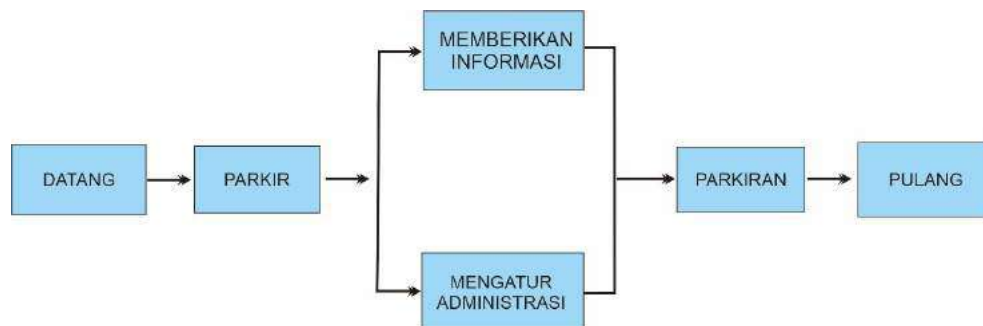 DATANG
PARKIR
MEMBERIKAN
INFORMASI
MENGATUR
ADMINISTRASI
PARKIRAN
PULANG